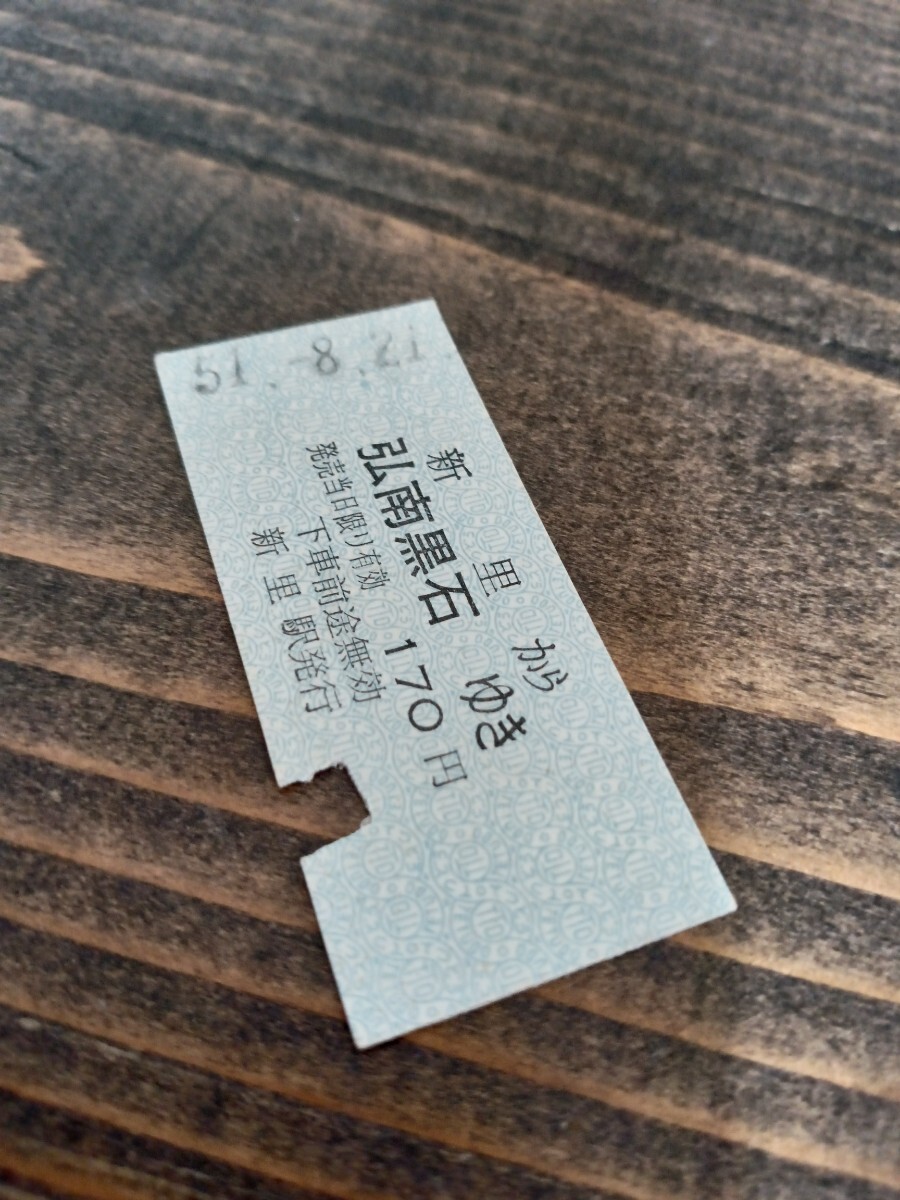 51.-8.21
新里から
弘南黒石ゆき
170円
発売当日限り有効
下車前途無効
新里駅発行